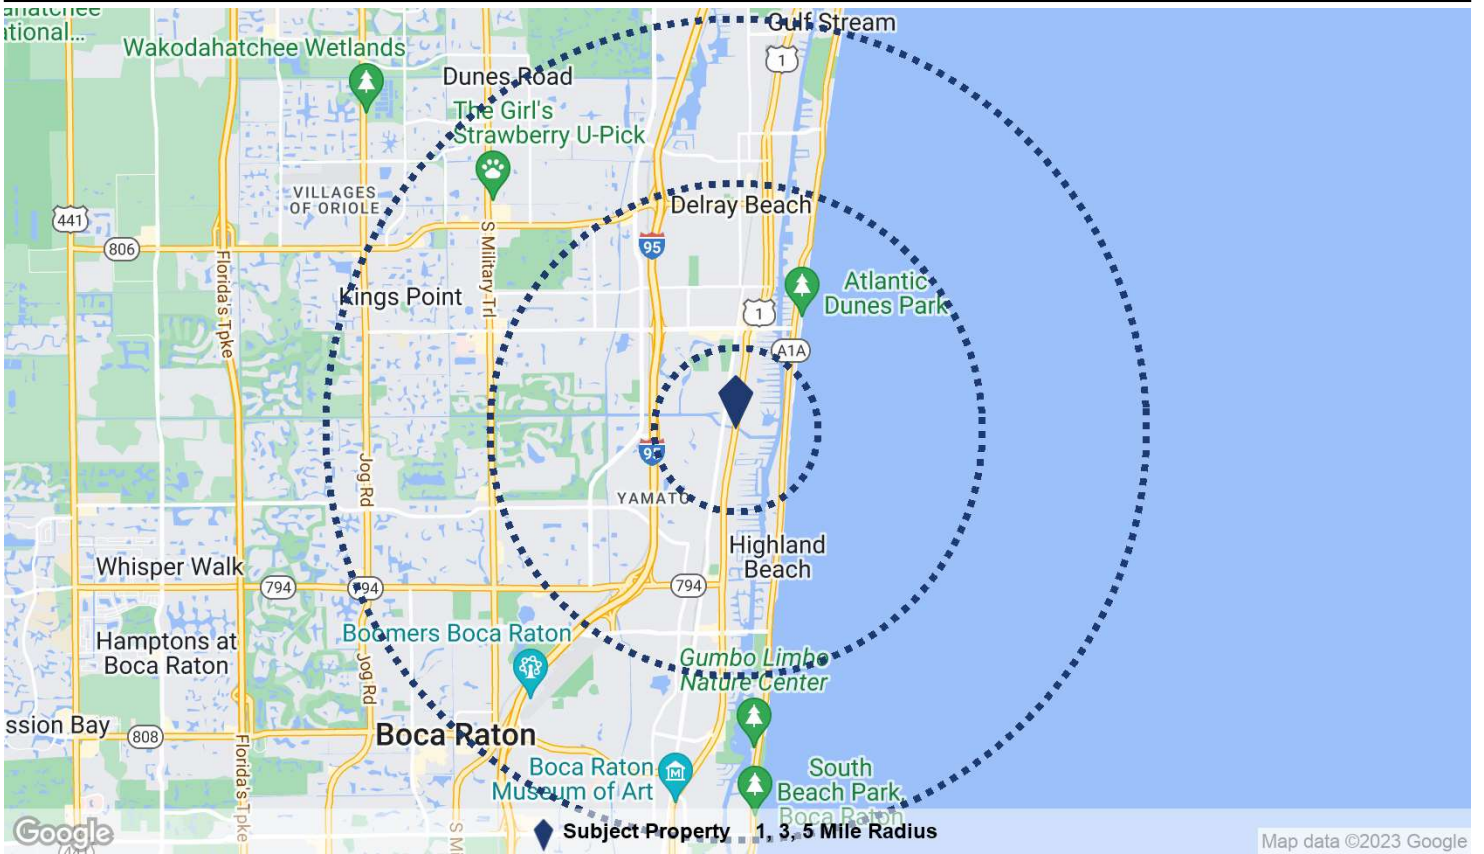 ahatchee
ational...
Gulf Stream
Wakodahatchee Wetlands
1
Dunes Road
The Girl's
Strawberry U-Pick
VILLAGES
OF ORIOLE
Delray Beach
441
806
95
S Military Trl
Florida's Tpke
Atlantic
Dunes Park
Kings Point
1
A1A
95
Jog Rd
YAMATO
Highland
Beach
Whisper Walk
794
794
794
Hamptons at
Boca Raton
Boomers Boca Raton
Gumbo Limbo
Nature Center
Jog Rd
ssion Bay
808
Boca Raton
Florida's Tpke
Boca Raton
Museum of Art
South
Beach Park,
Boca Raton
S M
Google
441
Subject Property 1, 3, 5 Mile Radius
Map data ©2023 Google